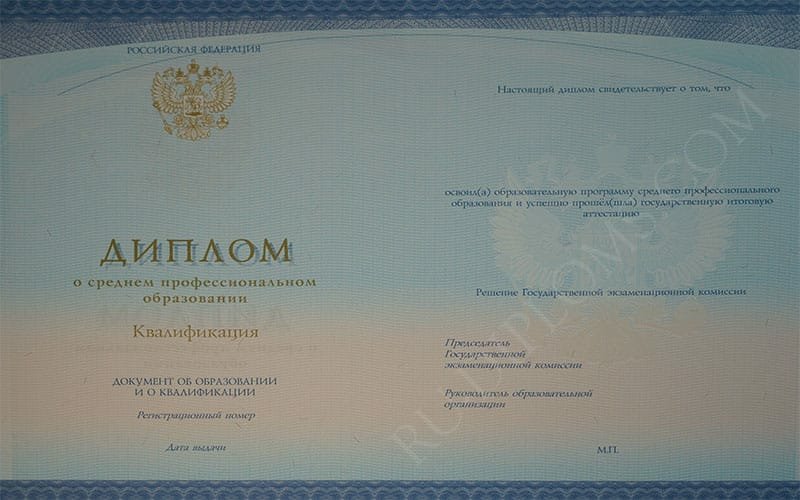 РОССИЙСКАЯ ФЕДЕРАЦИЯ
ДИПЛОМ
о среднем профессиональном
образовании
Квалификация
ДОКУМЕНТ ОБ ОБРАЗОВАНИИ
И О КВАЛИФИКАЦИИ
Регистрационный номер
Дата выдачи
Настоящий диплом свидетельствует о том, что
освоил(а) образовательную программу среднего профессионального
образования и успешно прошёл(шла) государственную итоговую
аттестацию
Решение Государственной экзаменационной комиссии
Председатель
Государственной
экзаменационной комиссии
Руководитель образовательной
организации
М.П.